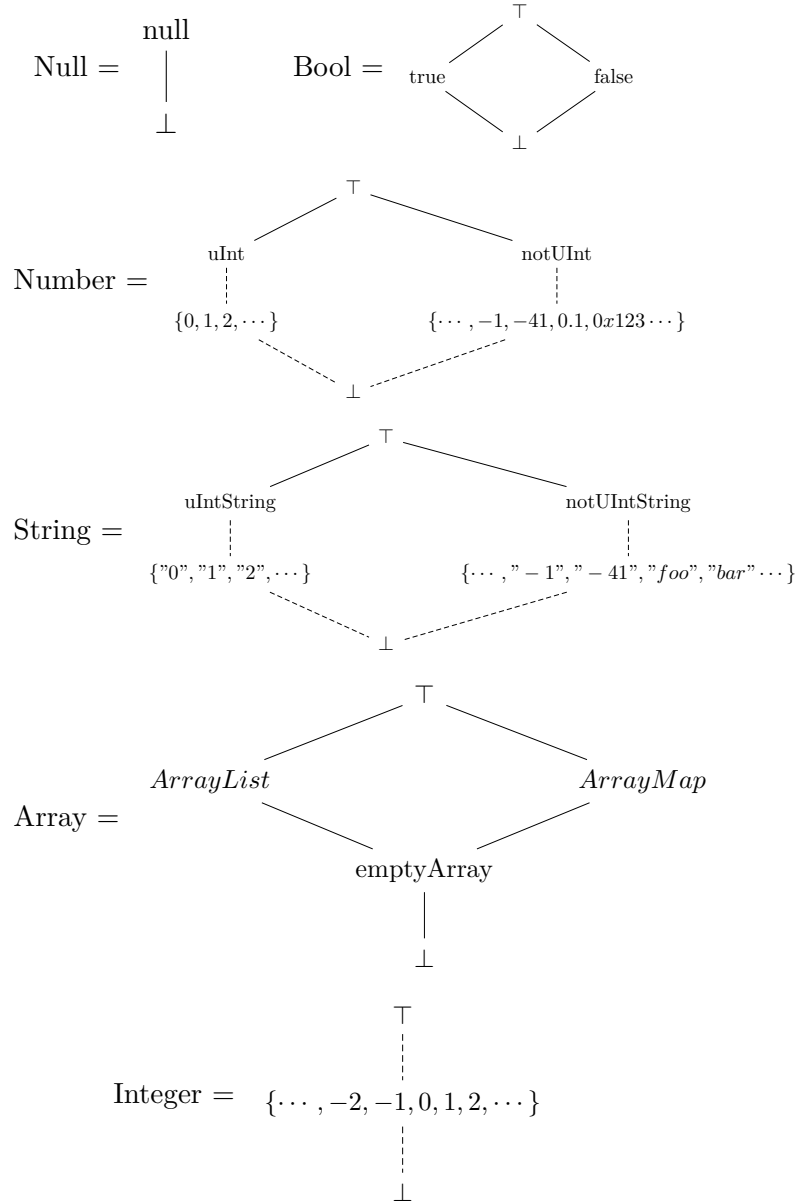 null
Null =
⊥
⊤
Bool = true false
⊥
⊤
uInt notUInt
Number =
{0, 1, 2, ⋯ } {⋯ , −1, −41, 0.1, 0x123 ⋯ }
⊥
⊤
uIntString notUIntString
String =
{”0”, ”1”, ”2”, ⋯ } {⋯ , ” − 1”, ” − 41”, ”foo”, ”bar” ⋯ }
⊥
⊤
ArrayList ArrayMap
Array =
emptyArray
⊥
⊤
Integer = {⋯ , −2, −1, 0, 1, 2, ⋯ }
⊥